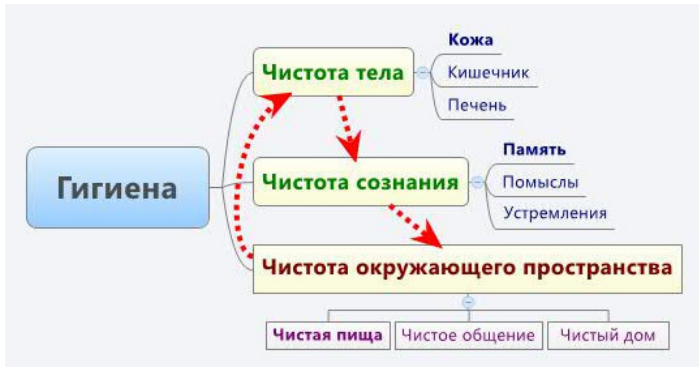 Гигиена
Чистота тела
Кожа
Кишечник
Печень
Чистота сознания
Память
Помыслы
Устремления
Чистота окружающего пространства
Чистая пища
Чистое общение
Чистый дом